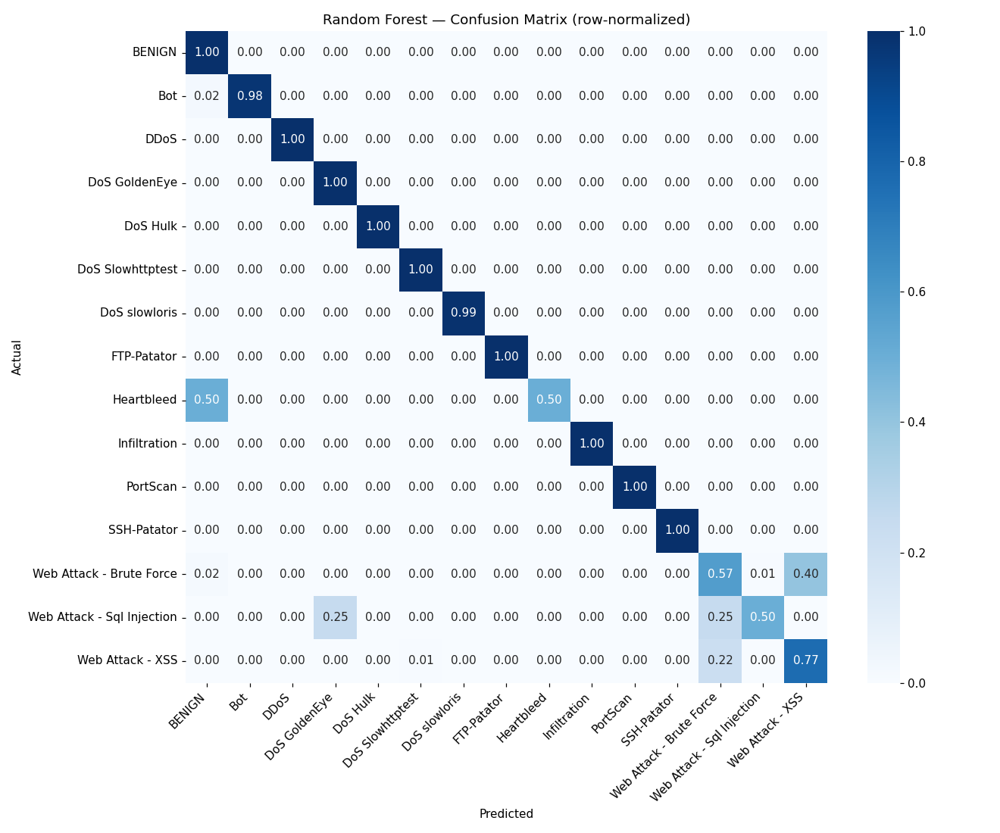 Random Forest — Confusion Matrix (row-normalized)
BENIGN 1.00 0.00 0.00 0.00 0.00 0.00 0.00 0.00 0.00 0.00 0.00 0.00 0.00 0.00 0.00
Bot 0.02 0.98 0.00 0.00 0.00 0.00 0.00 0.00 0.00 0.00 0.00 0.00 0.00 0.00 0.00
DDoS 0.00 0.00 1.00 0.00 0.00 0.00 0.00 0.00 0.00 0.00 0.00 0.00 0.00 0.00 0.00
DoS GoldenEye 0.00 0.00 0.00 1.00 0.00 0.00 0.00 0.00 0.00 0.00 0.00 0.00 0.00 0.00 0.00
DoS Hulk 0.00 0.00 0.00 0.00 1.00 0.00 0.00 0.00 0.00 0.00 0.00 0.00 0.00 0.00 0.00
DoS Slowhttptest 0.00 0.00 0.00 0.00 0.00 1.00 0.00 0.00 0.00 0.00 0.00 0.00 0.00 0.00 0.00
DoS slowloris 0.00 0.00 0.00 0.00 0.00 0.00 0.99 0.00 0.00 0.00 0.00 0.00 0.00 0.00 0.00
FTP-Patator 0.00 0.00 0.00 0.00 0.00 0.00 0.00 1.00 0.00 0.00 0.00 0.00 0.00 0.00 0.00
Heartbleed 0.50 0.00 0.00 0.00 0.00 0.00 0.00 0.00 0.50 0.00 0.00 0.00 0.00 0.00 0.00
Infiltration 0.00 0.00 0.00 0.00 0.00 0.00 0.00 0.00 0.00 1.00 0.00 0.00 0.00 0.00 0.00
PortScan 0.00 0.00 0.00 0.00 0.00 0.00 0.00 0.00 0.00 0.00 1.00 0.00 0.00 0.00 0.00
SSH-Patator 0.00 0.00 0.00 0.00 0.00 0.00 0.00 0.00 0.00 0.00 0.00 1.00 0.00 0.00 0.00
Web Attack - Brute Force 0.02 0.00 0.00 0.00 0.00 0.00 0.00 0.00 0.00 0.00 0.00 0.00 0.57 0.01 0.40
Web Attack - Sql Injection 0.00 0.00 0.00 0.25 0.00 0.00 0.00 0.00 0.00 0.00 0.00 0.00 0.25 0.50 0.00
Web Attack - XSS 0.00 0.00 0.00 0.00 0.00 0.01 0.00 0.00 0.00 0.00 0.00 0.00 0.22 0.00 0.77
Actual
BENIGN
Bot
DDoS
DoS GoldenEye
DoS Hulk
DoS Slowhttptest
DoS slowloris
FTP-Patator
Heartbleed
Infiltration
PortScan
SSH-Patator
Web Attack - Brute Force
Web Attack - Sql Injection
Web Attack - XSS
Predicted
1.0
0.8
0.6
0.4
0.2
0.0